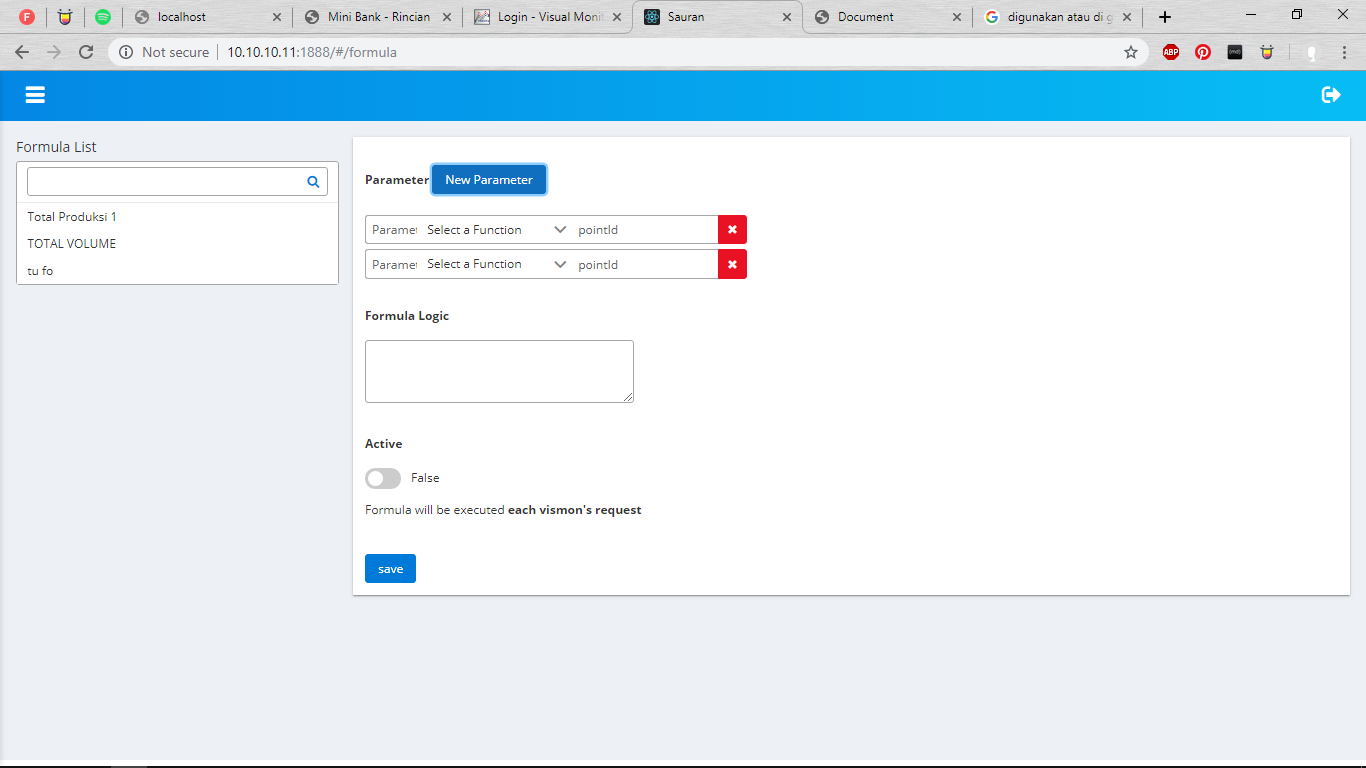 F
localhost
Mini Bank - Rincian
Login - Visual Moni
Sauran
Document
digunakan atau di g
Not secure
10.10.10.11:1888/#/formula
ABP
Formula List
Total Produksi 1
TOTAL VOLUME
tu fo
Parameter New Parameter
Paramet Select a Function pointId
Paramet Select a Function pointId
Formula Logic
Active
False
Formula will be executed each vismon's request
save